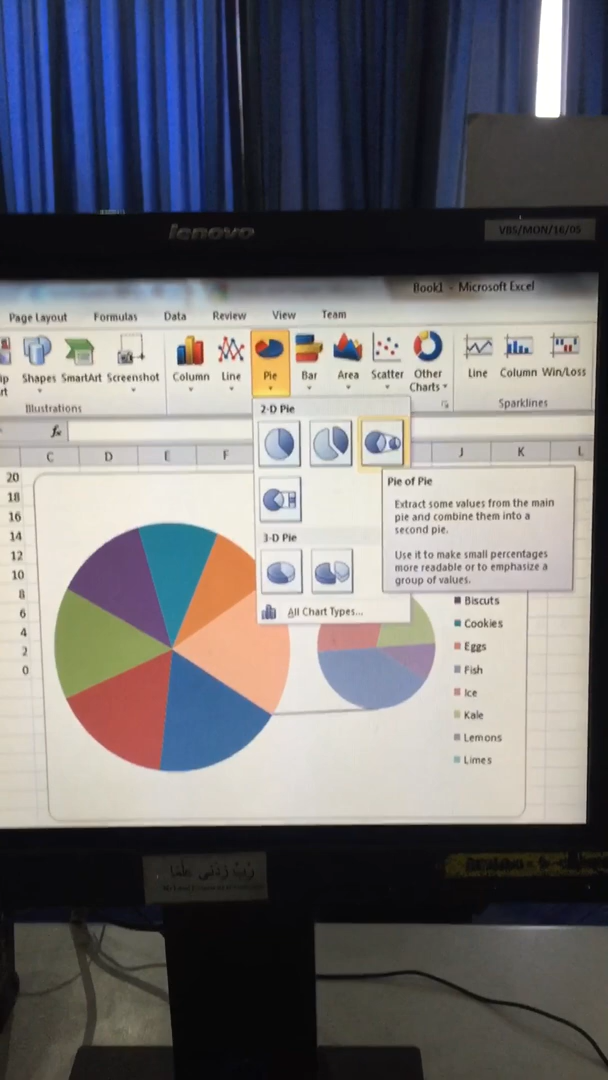 lenovo
VBS/MON/16/05
Book1 - Microsoft Excel
Page Layout Formulas Data Review View Team
Shapes SmartArt Screenshot Column Line Pie Bar Area Scatter Other Charts Line Column Win/Loss
Illustrations Sparklines
fx
2-D Pie
C D E F J K L
Pie of Pie
Extract some values from the main
pie and combine them into a
second pie.
Use it to make small percentages
more readable or to emphasize a
group of values.
3-D Pie
All Chart Types...
20
18
16
14
12
10
8
6
4
2
0
Biscuts
Cookies
Eggs
Fish
Ice
Kale
Lemons
Limes
رَبِّ زِدْنِي عِلْمًا